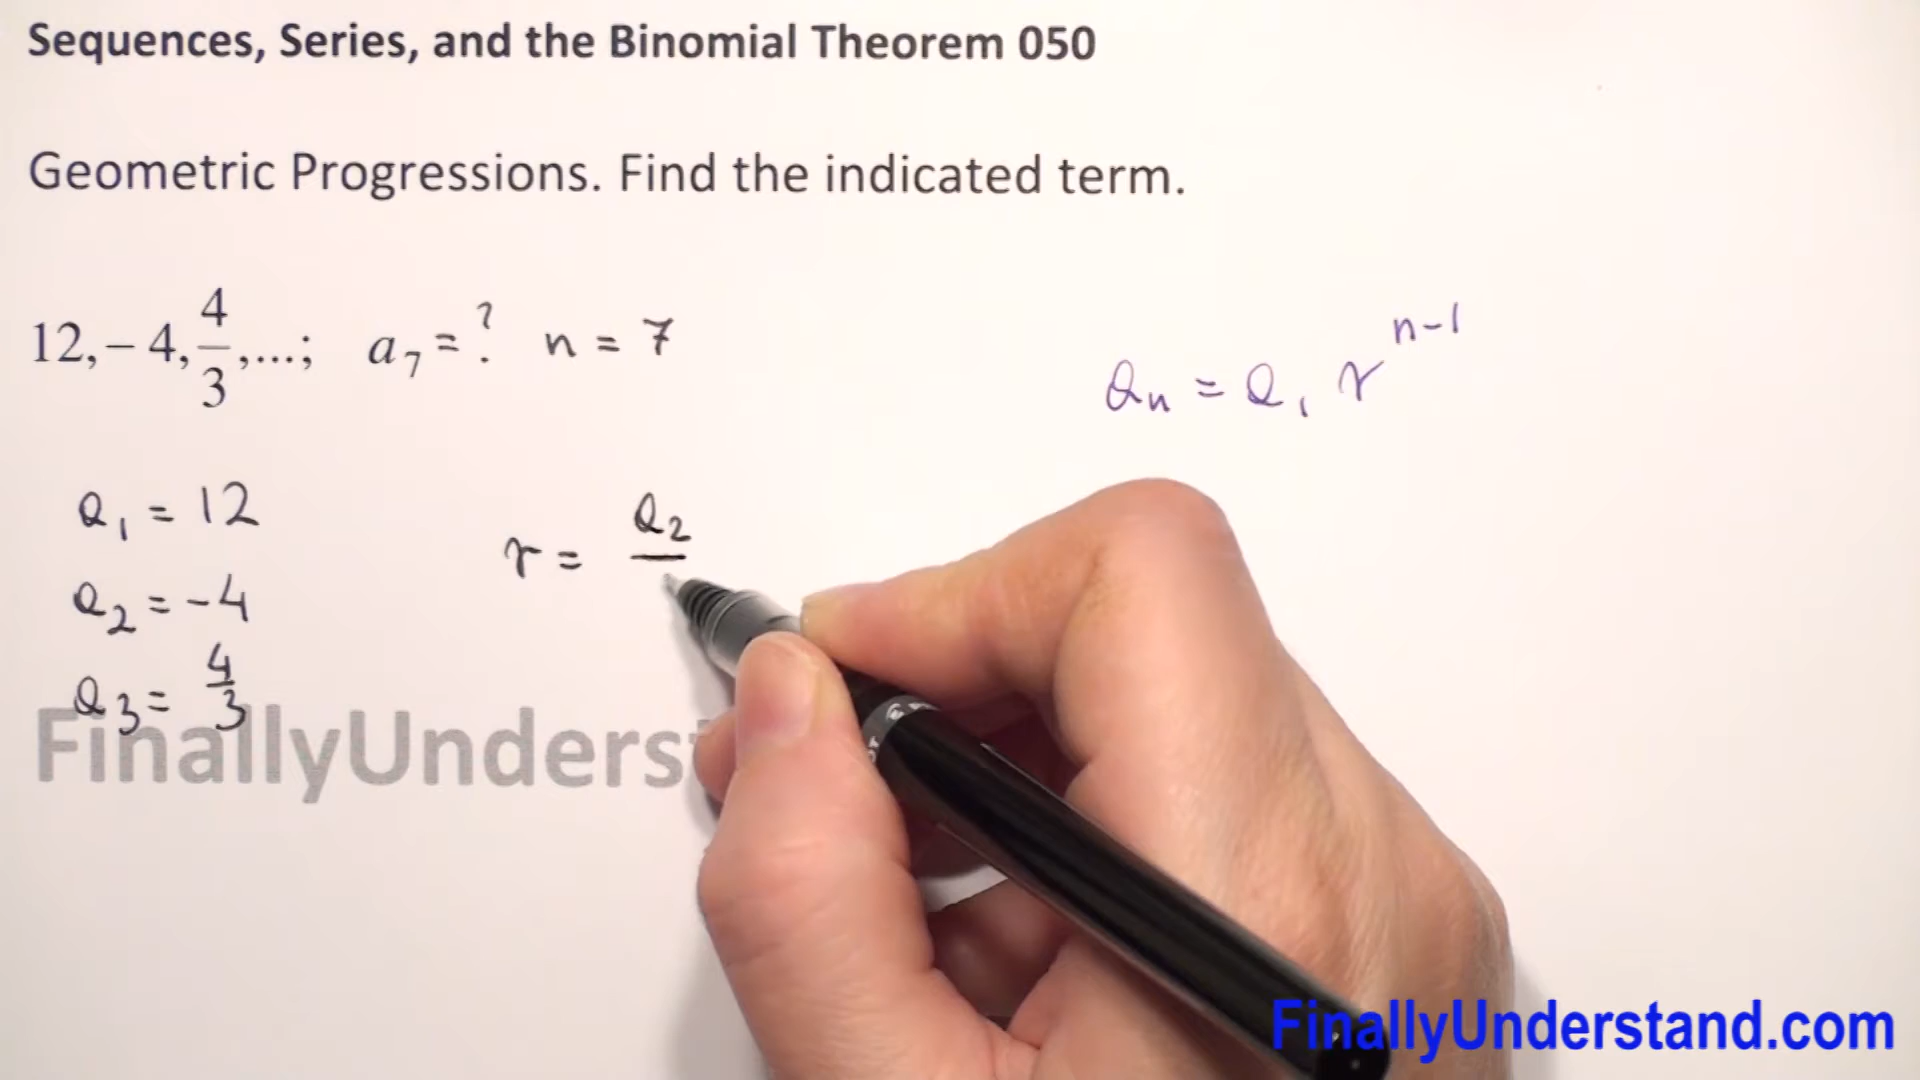 Sequences, Series, and the Binomial Theorem 050
Geometric Progressions. Find the indicated term.
12, – 4, 4/3, ...; a₇ = ? n = 7
aₙ = a₁ r^(n-1)
a₁ = 12
r = a₂
a₂ = -4
a₃ = 4/3
FinallyUnderst
FinallyUnderstand.com